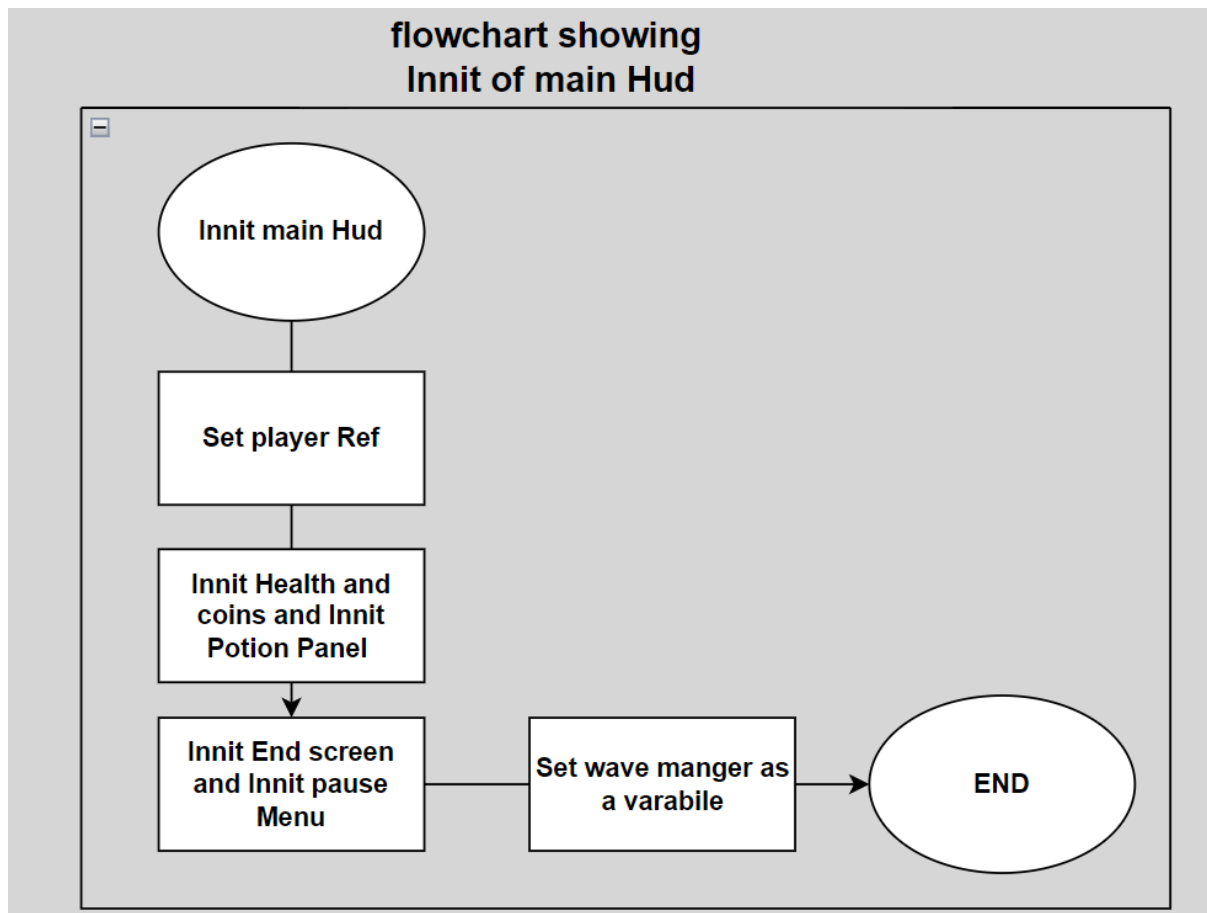 flowchart showing
Innit of main Hud
Innit main Hud
Set player Ref
Innit Health and
coins and Innit
Potion Panel
Innit End screen
and Innit pause
Menu
Set wave manger as
a varabile
END